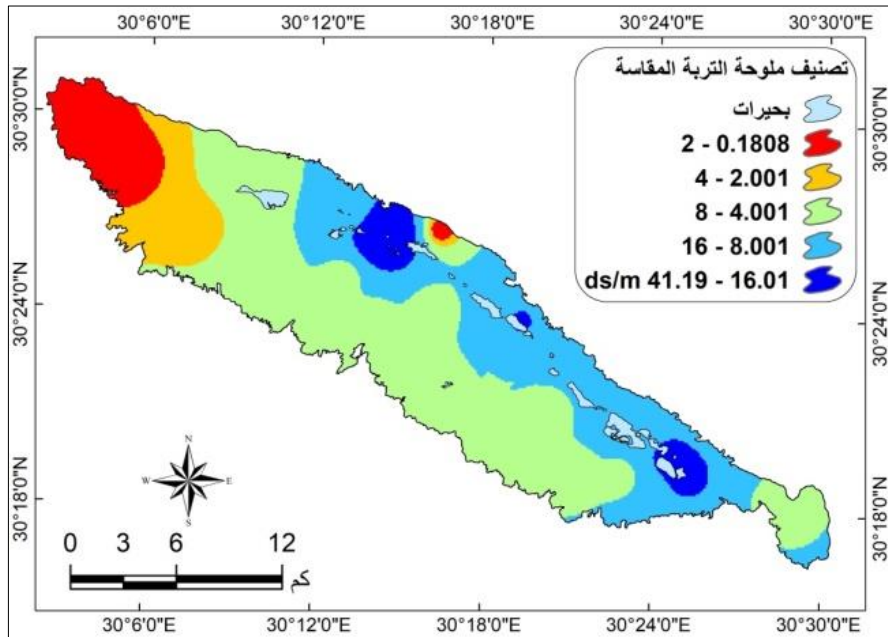 30°6'0"E 30°12'0"E 30°18'0"E 30°24'0"E 30°30'0"E
تصنيف ملوحة التربة المقاسة
بحيرات
2 - 0.1808
4 - 2.001
8 - 4.001
16 - 8.001
ds/m 41.19 - 16.01
30°30'0"N
30°24'0"N
30°18'0"N
30°30'0"N
30°24'0"N
30°18'0"N
N
W E
S
0 3 6 12
كم
30°6'0"E 30°12'0"E 30°18'0"E 30°24'0"E 30°30'0"E